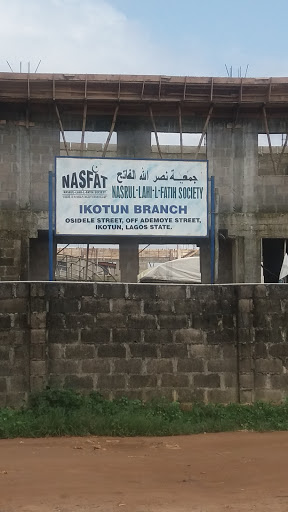 جمعية نصر الله الفاتح
NASFAT
NASRUL-LAHI-L-FATIH SOCIETY
IKOTUN BRANCH
OSIDELE STREET, OFF ADEMOYE STREET,
IKOTUN, LAGOS STATE.